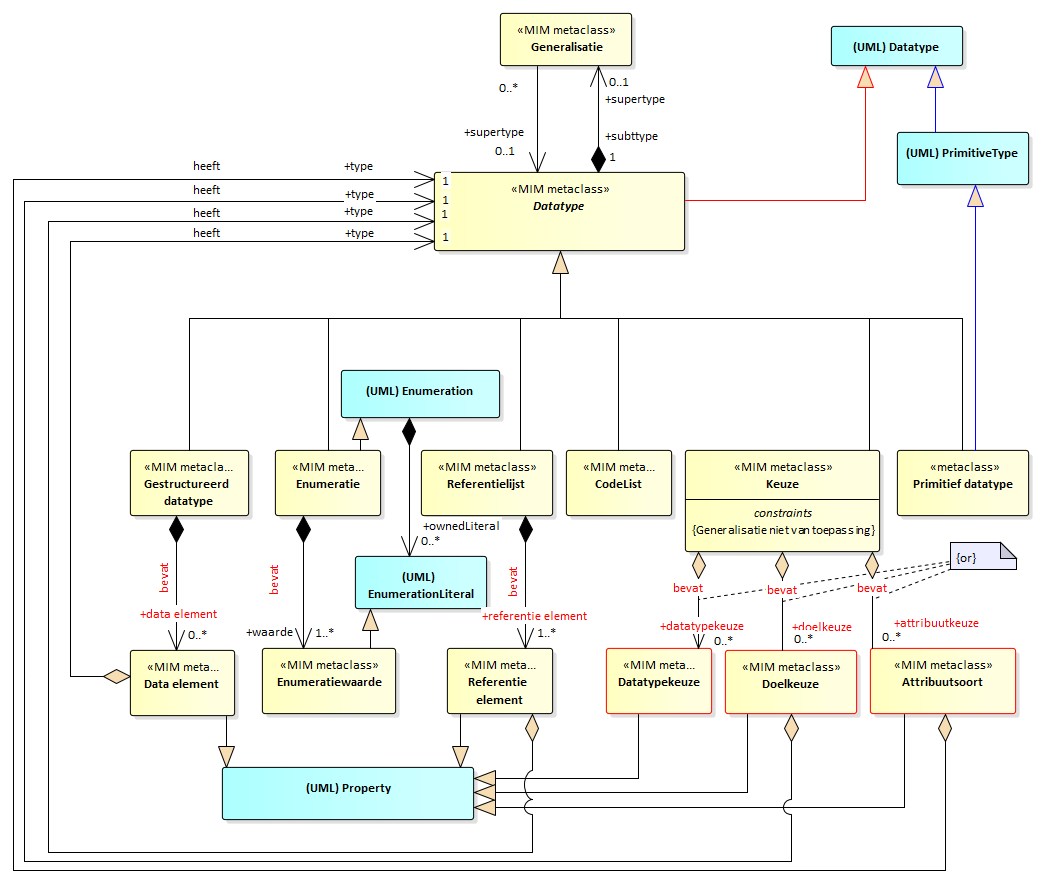 «MIM metaclass»
Generalisatie
(UML) Datatype
0..*
0..1
+supertype
+supertype
+subttype
0..1
1
(UML) PrimitiveType
heeft
+type
1
heeft
+type
1
heeft
+type
1
heeft
+type
1
«MIM metaclass»
Datatype
(UML) Enumeration
«MIM metacla...
Gestructureerd
datatype
«MIM meta...
Enumeratie
«MIM metaclass»
Referentielijst
«MIM meta...
CodeList
«MIM metaclass»
Keuze
constraints
{Generalisatie niet van toepassing}
«metaclass»
Primitief datatype
+ownedLiteral
0..*
{or}
(UML)
EnumerationLiteral
bevat
bevat
bevat
bevat
bevat
bevat
+data element
0..*
+waarde
1..*
+referentie element
1..*
+datatypekeuze
0..*
+doelkeuze
0..*
+attribuutkeuze
0..*
«MIM meta...
Data element
«MIM metaclass»
Enumeratiewaarde
«MIM metaclass»
Referentie
element
«MIM meta...
Datatypekeuze
«MIM metaclass»
Doelkeuze
«MIM metaclass»
Attribuutsoort
(UML) Property